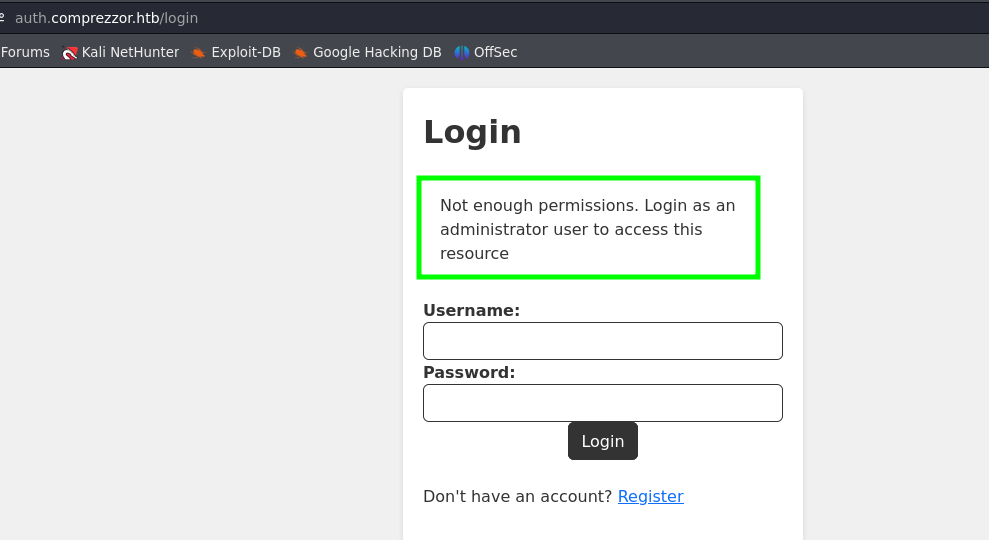 auth.comprezzor.htb/login
Forums Kali NetHunter Exploit-DB Google Hacking DB OffSec
Login
Not enough permissions. Login as an
administrator user to access this
resource
Username:
Password:
Login
Don't have an account? Register